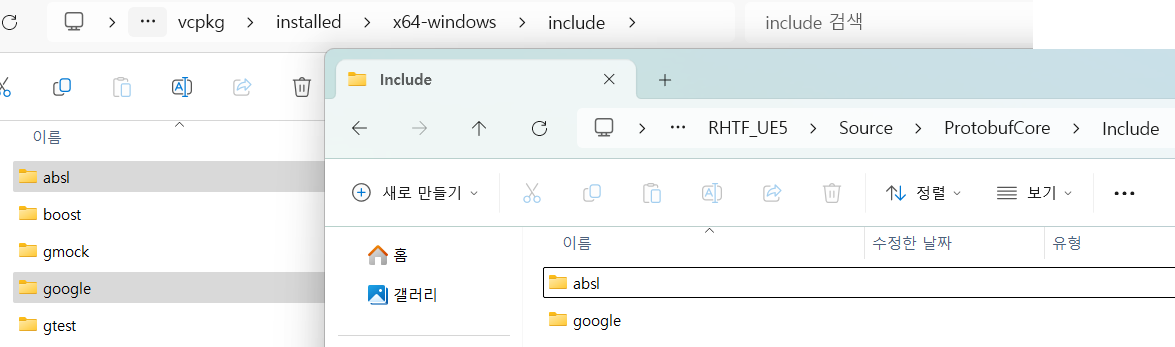 ··· vcpkg > installed > x64-windows > include >
include 검색
이름
absl
boost
gmock
google
gtest
Include
··· RHTF_UE5 > Source > ProtobufCore > Include
새로 만들기
정렬
보기
···
홈
갤러리
이름 수정한 날짜 유형
absl
google